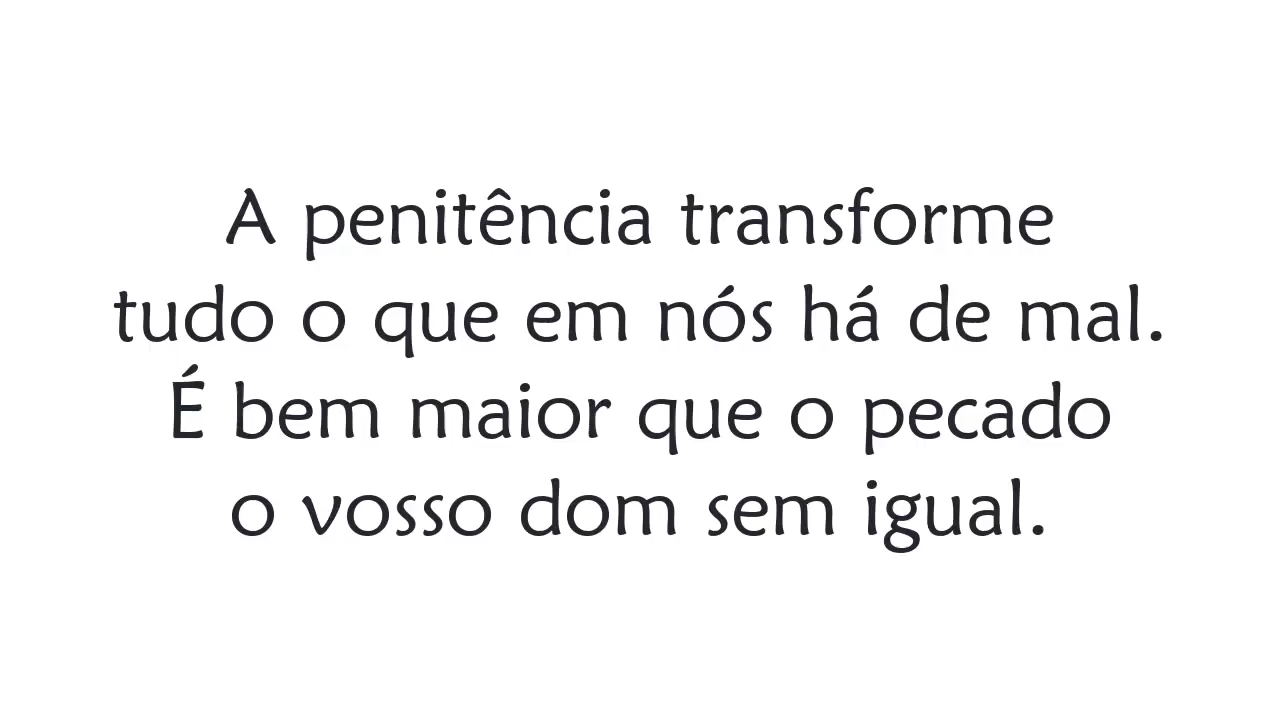 A penitência transforme
tudo o que em nós há de mal.
É bem maior que o pecado
o vosso dom sem igual.